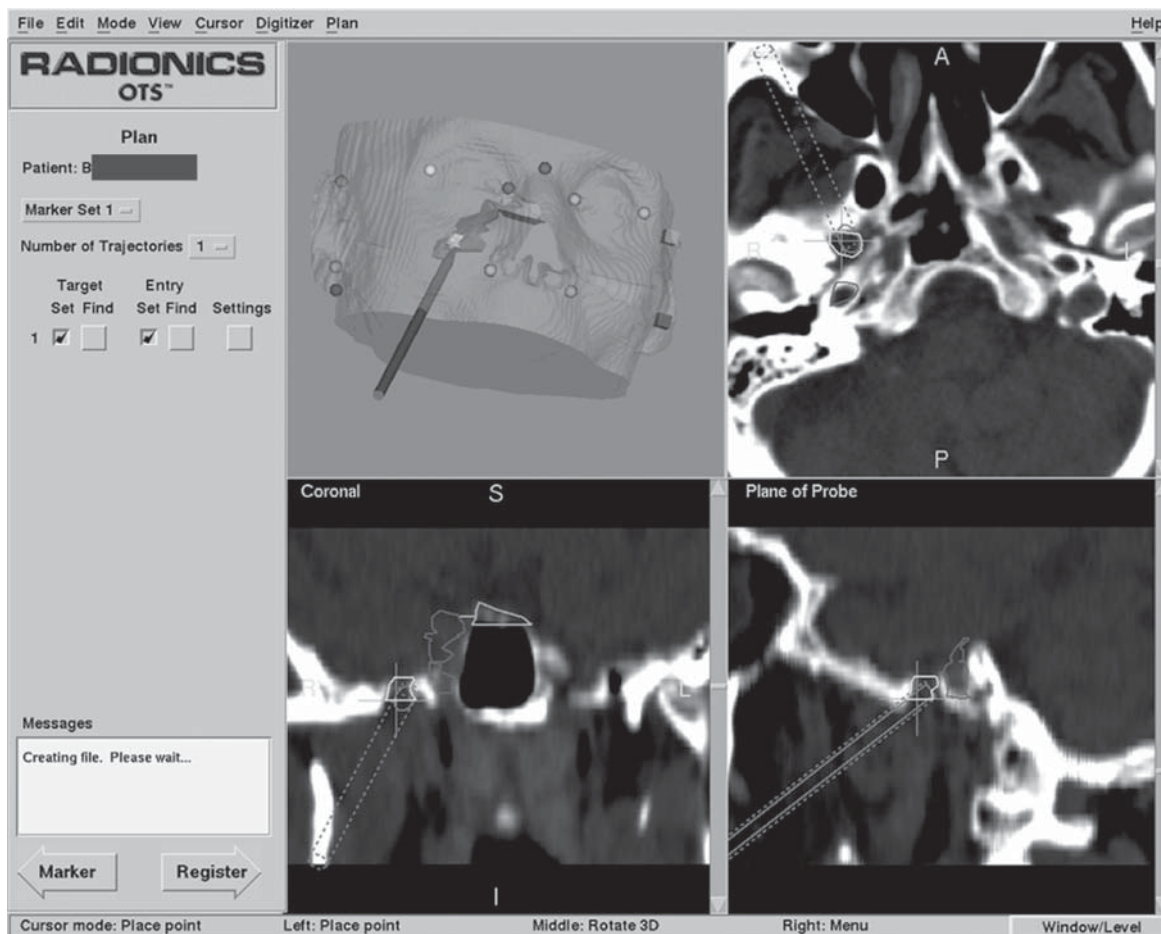 File Edit Mode View Cursor Digitizer Plan Help
RADIONICS
OTS™
Plan
Patient: B
Marker Set 1
Number of Trajectories 1
Target Entry
Set Find Set Find Settings
1
Messages
Creating file. Please wait...
Marker Register
A
R L
P
Coronal S
R L
I
Plane of Probe
Cursor mode: Place point Left: Place point Middle: Rotate 3D Right: Menu Window/Level